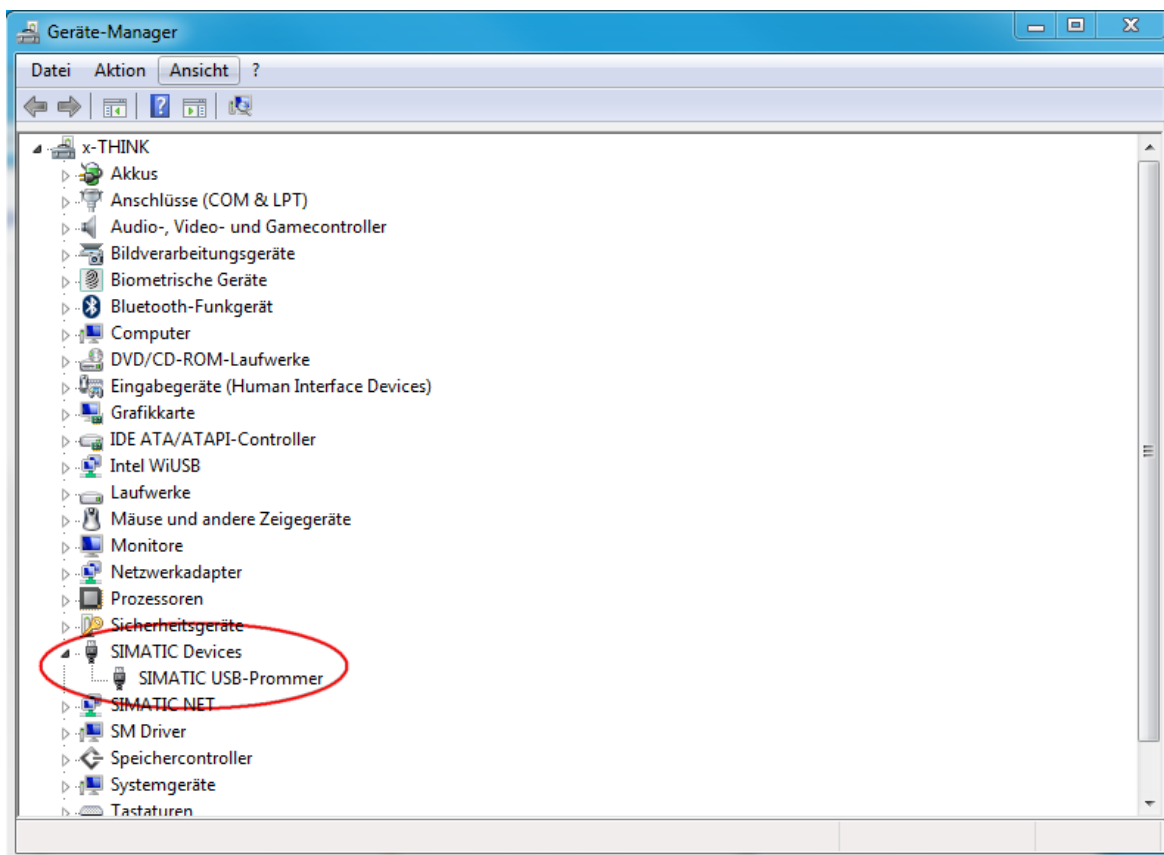 Geräte-Manager
Datei Aktion Ansicht ?
x-THINK
Akkus
Anschlüsse (COM & LPT)
Audio-, Video- und Gamecontroller
Bildverarbeitungsgeräte
Biometrische Geräte
Bluetooth-Funkgerät
Computer
DVD/CD-ROM-Laufwerke
Eingabegeräte (Human Interface Devices)
Grafikkarte
IDE ATA/ATAPI-Controller
Intel WiUSB
Laufwerke
Mäuse und andere Zeigegeräte
Monitore
Netzwerkadapter
Prozessoren
Sicherheitsgeräte
SIMATIC Devices
SIMATIC USB-Prommer
SIMATIC NET
SM Driver
Speichercontroller
Systemgeräte
Tastaturen